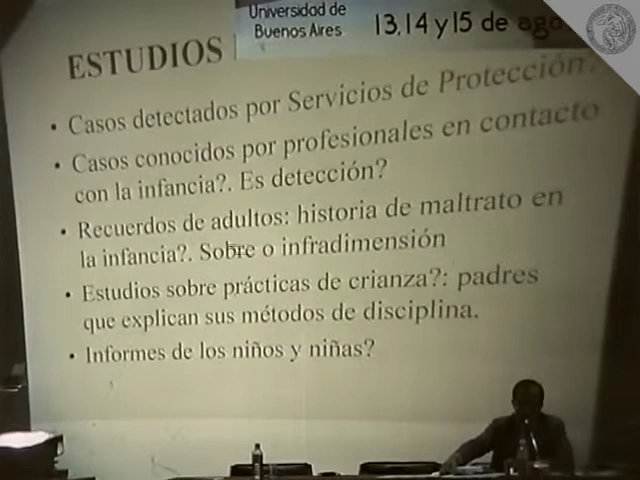 Universidad de
Buenos Aires
13, 14 y 15 de
ESTUDIOS
• Casos detectados por Servicios de Protección?
• Casos conocidos por profesionales en contacto
con la infancia?. Es detección?
• Recuerdos de adultos: historia de maltrato en
la infancia?. Sobre o infradimensión
• Estudios sobre prácticas de crianza?: padres
que explican sus métodos de disciplina.
• Informes de los niños y niñas?